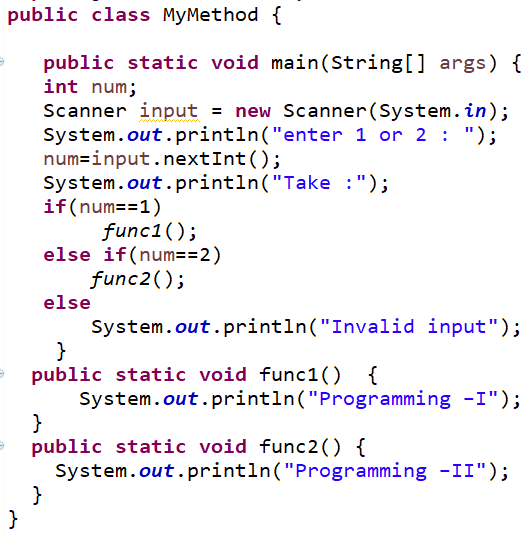 public class MyMethod {
public static void main(String[] args) {
int num;
Scanner input = new Scanner(System.in);
System.out.println("enter 1 or 2 : ");
num=input.nextInt();
System.out.println("Take :");
if(num==1)
func1();
else if(num==2)
func2();
else
System.out.println("Invalid input");
}
public static void func1()  {
System.out.println("Programming -I");
}
public static void func2() {
System.out.println("Programming -II");
}
}